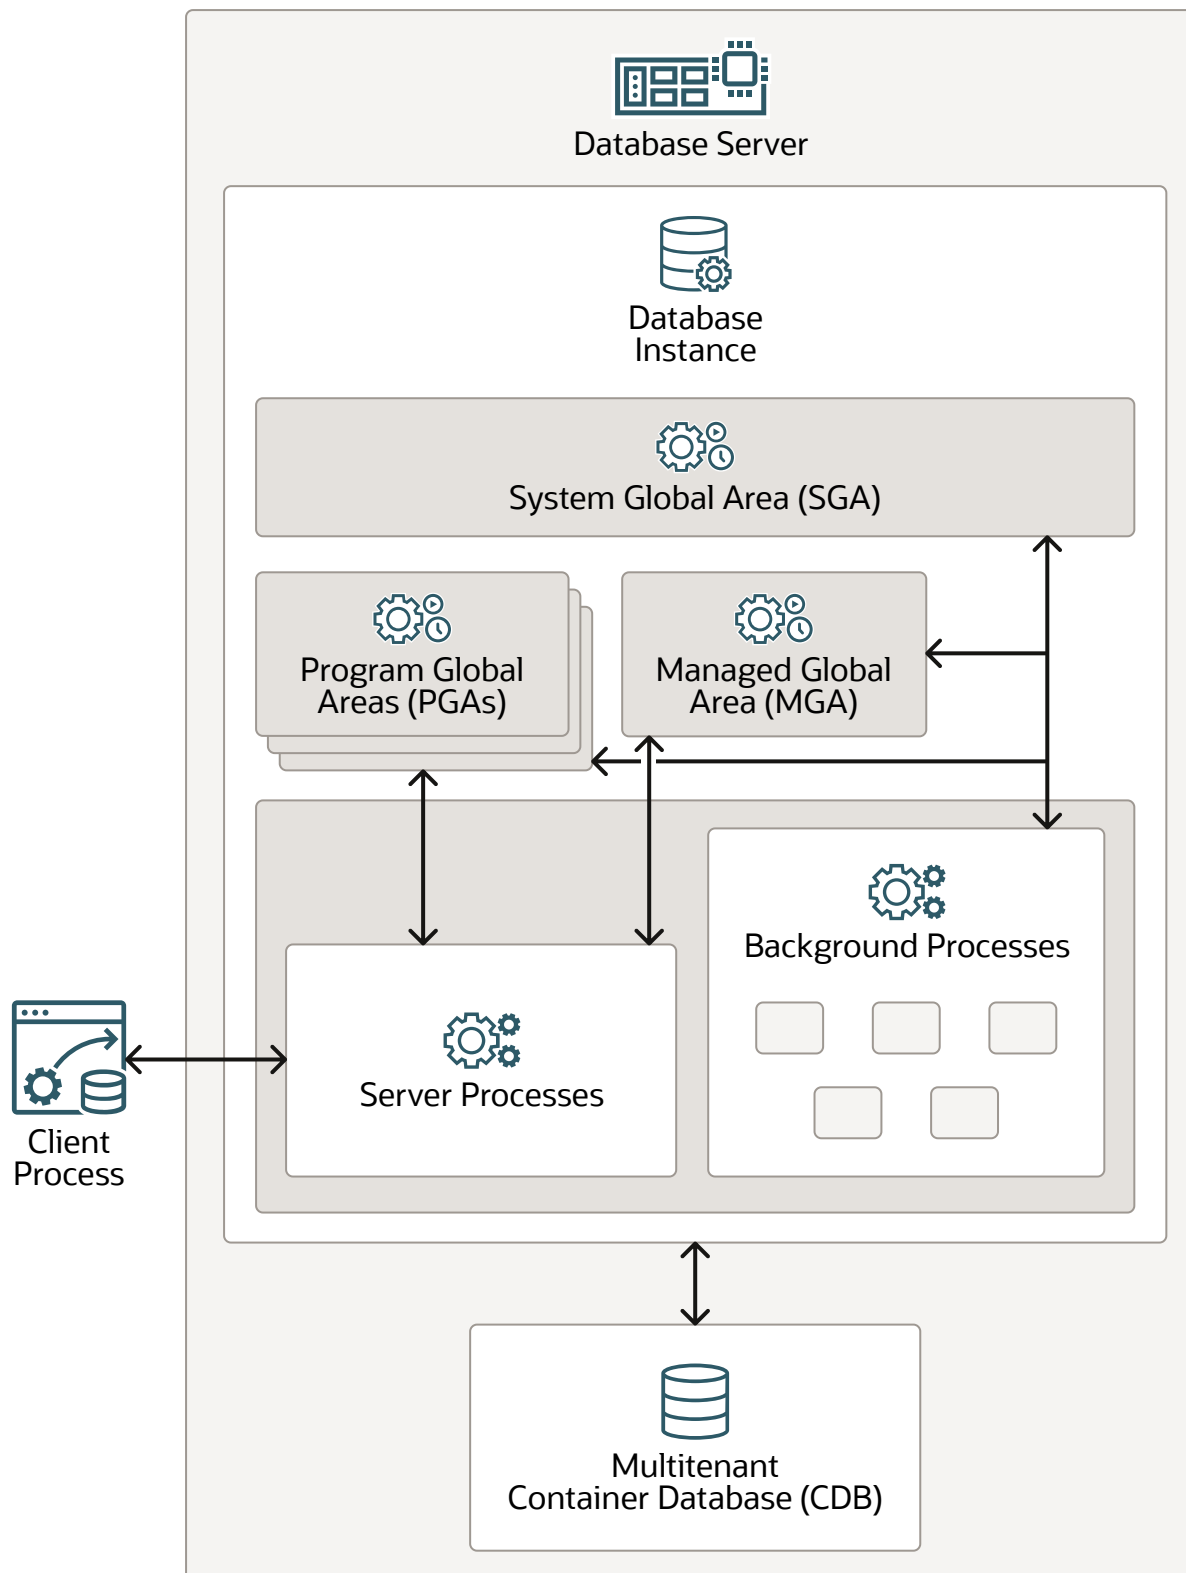 Database Server
Database
Instance
System Global Area (SGA)
Program Global
Areas (PGAs)
Managed Global
Area (MGA)
Background Processes
Server Processes
Client
Process
Multitenant
Container Database (CDB)